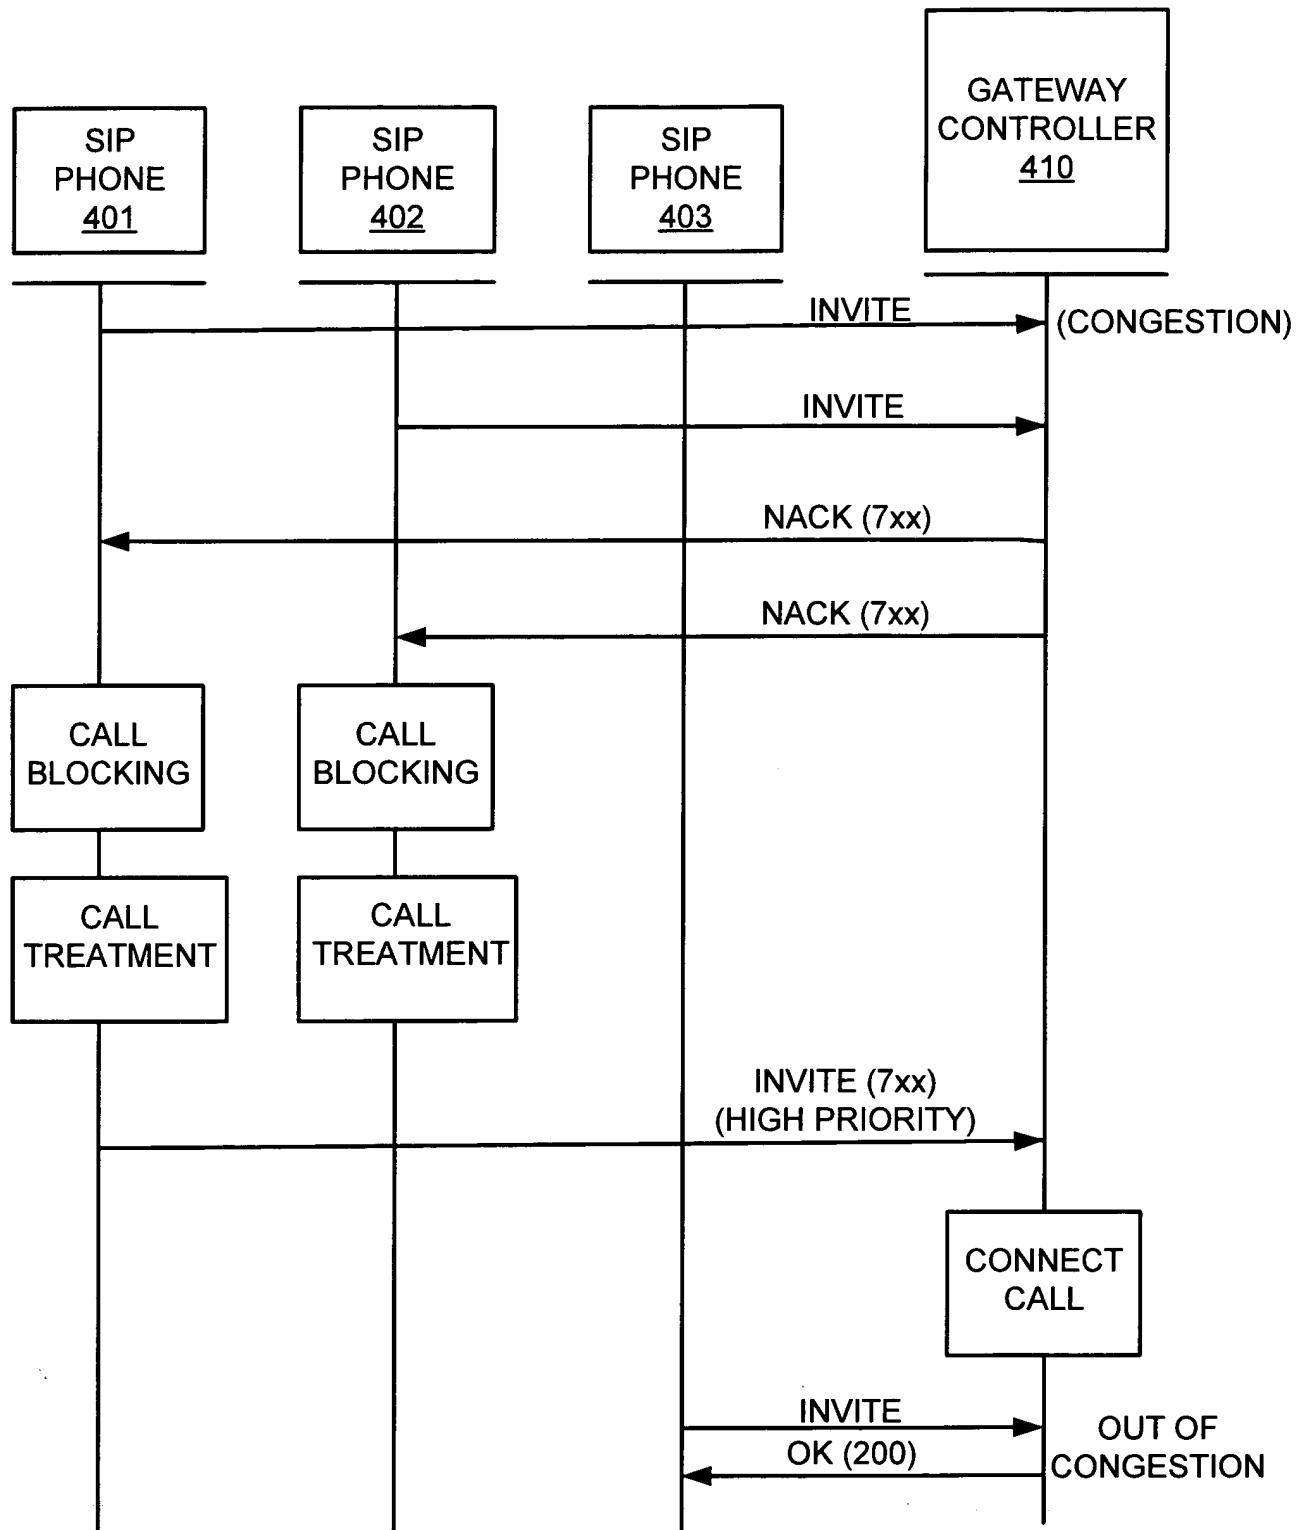 SIP
PHONE
401
SIP
PHONE
402
SIP
PHONE
403
GATEWAY
CONTROLLER
410
INVITE
(CONGESTION)
INVITE
NACK (7xx)
NACK (7xx)
CALL
BLOCKING
CALL
BLOCKING
CALL
TREATMENT
CALL
TREATMENT
INVITE (7xx)
(HIGH PRIORITY)
CONNECT
CALL
INVITE
OK (200)
OUT OF
CONGESTION